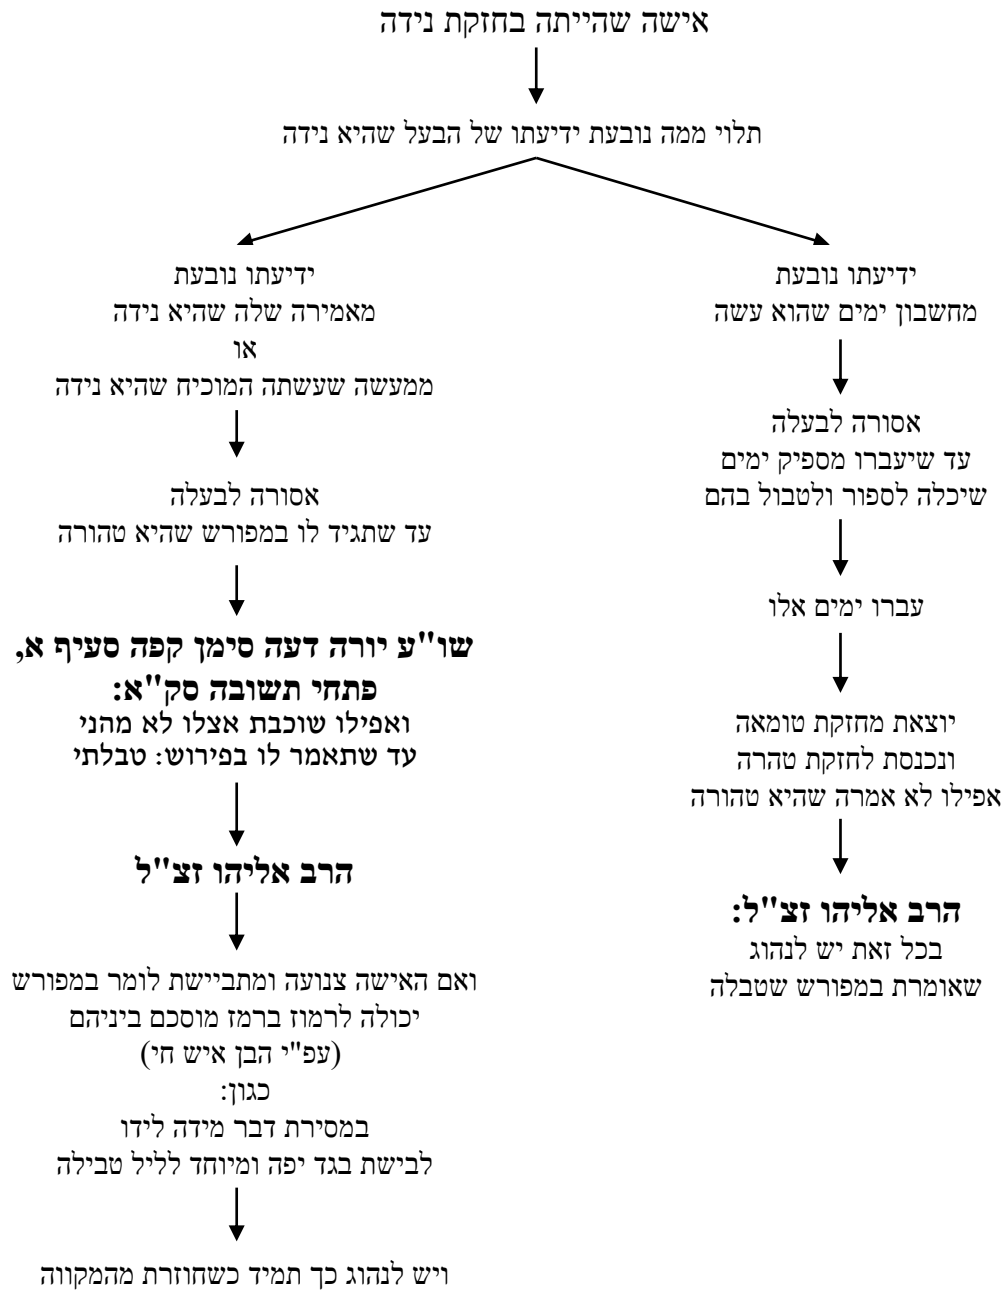 אישה שהייתה בחזקת נידה
תלוי ממה נובעת ידיעתו של הבעל שהיא נידה
ידיעתו נובעת
מחשבון ימים שהוא עשה
אסורה לבעלה
עד שיעברו מספיק ימים
שיכלה לספור ולטבול בהם
עברו ימים אלו
יוצאת מחזקת טומאה
ונכנסת לחזקת טהרה
אפילו לא אמרה שהיא טהורה
הרב אליהו זצ"ל:
בכל זאת יש לנהוג
שאומרת במפורש שטבלה
ידיעתו נובעת
מאמירה שלה שהיא נידה
או
ממעשה שעשתה המוכיח שהיא נידה
אסורה לבעלה
עד שתגיד לו במפורש שהיא טהורה
שו"ע יורה דעה סימן קפה סעיף א,
פתחי תשובה סק"א:
ואפילו שוכבת אצלו לא מהני
עד שתאמר לו בפירוש: טבלתי
הרב אליהו זצ"ל
ואם האישה צנועה ומתביישת לומר במפורש
יכולה לרמוז ברמז מוסכם ביניהם
(עפ"י הבן איש חי)
כגון:
במסירת דבר מידה לידו
לבישת בגד יפה ומיוחד לליל טבילה
ויש לנהוג כך תמיד כשחוזרת מהמקווה